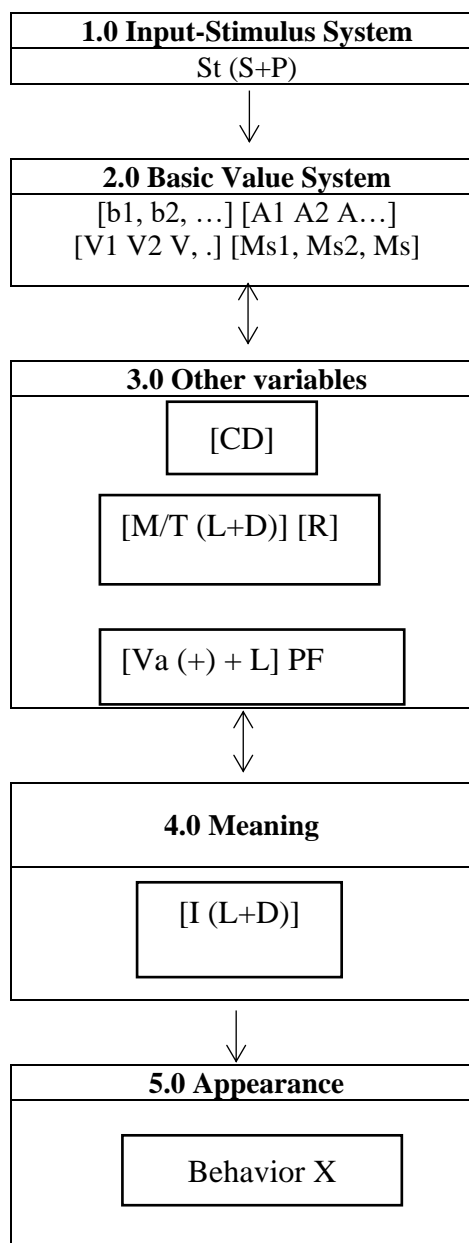 1.0 Input-Stimulus System
St (S+P)
2.0 Basic Value System
[b1, b2, …] [A1 A2 A…]
[V1 V2 V, .] [Ms1, Ms2, Ms]
3.0 Other variables
[CD]
[M/T (L+D)] [R]
[Va (+) + L] PF
4.0 Meaning
[I (L+D)]
5.0 Appearance
Behavior X